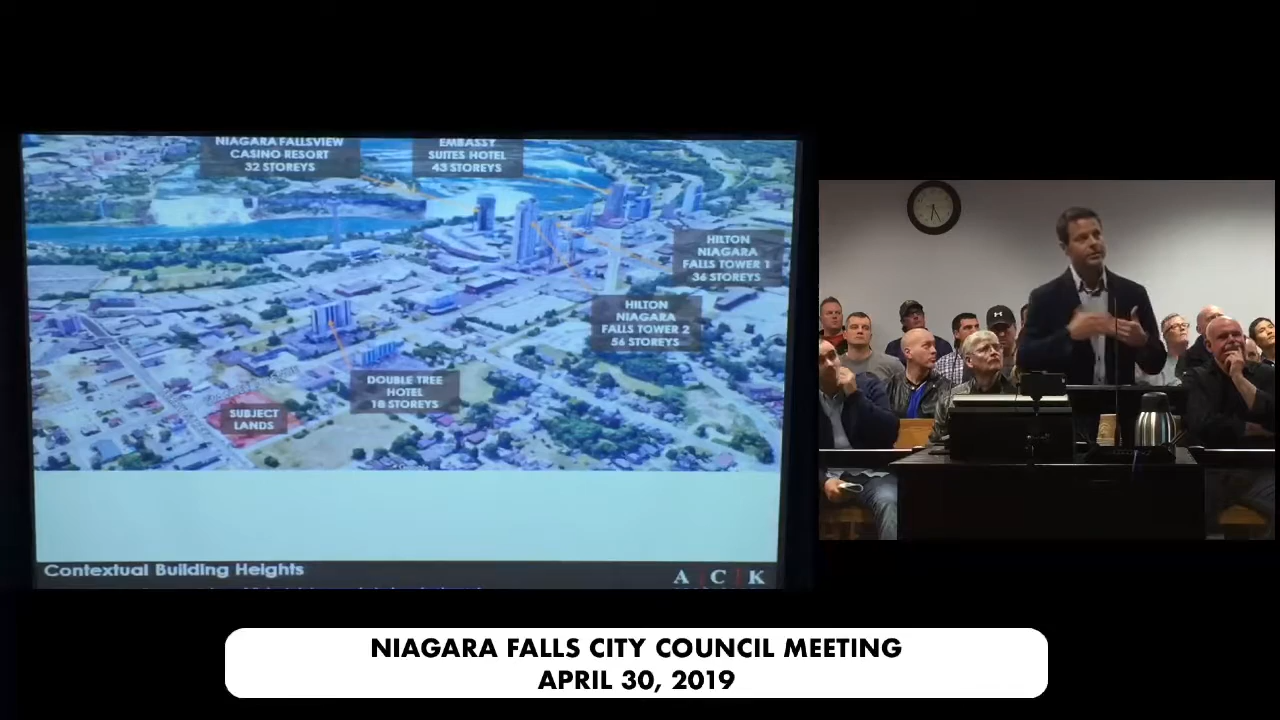 NIAGARA FALLSVIEW
CASINO RESORT
32 STOREYS
EMBASSY
SUITES HOTEL
43 STOREYS
HILTON
NIAGARA
FALLS TOWER 1
36 STOREYS
HILTON
NIAGARA
FALLS TOWER 2
56 STOREYS
DOUBLE TREE
HOTEL
18 STOREYS
SUBJECT
LANDS
Contextual Building Heights
A | C | K
NIAGARA FALLS CITY COUNCIL MEETING
APRIL 30, 2019